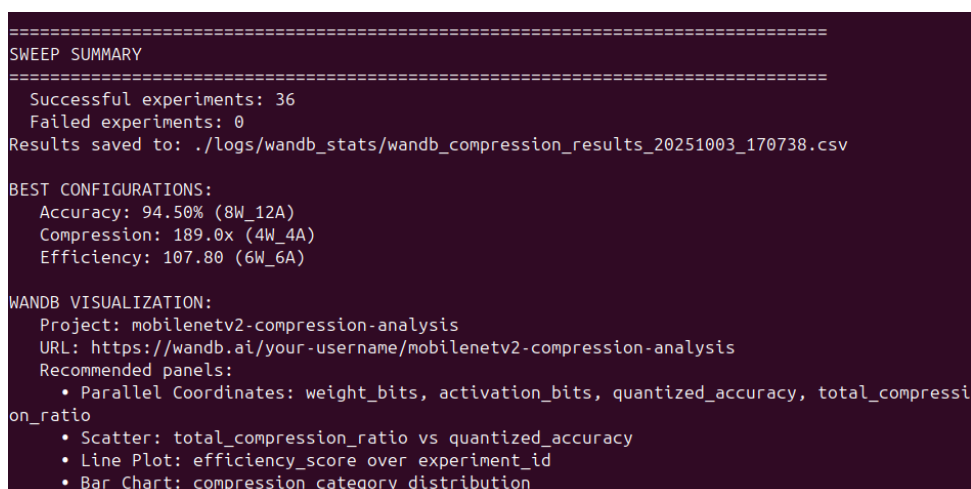 ================================================================================
SWEEP SUMMARY
================================================================================
  Successful experiments: 36
  Failed experiments: 0
Results saved to: ./logs/wandb_stats/wandb_compression_results_20251003_170738.csv

BEST CONFIGURATIONS:
   Accuracy: 94.50% (8W_12A)
   Compression: 189.0x (4W_4A)
   Efficiency: 107.80 (6W_6A)

WANDB VISUALIZATION:
   Project: mobilenetv2-compression-analysis
   URL: https://wandb.ai/your-username/mobilenetv2-compression-analysis
   Recommended panels:
     • Parallel Coordinates: weight_bits, activation_bits, quantized_accuracy, total_compressi
on_ratio
     • Scatter: total_compression_ratio vs quantized_accuracy
     • Line Plot: efficiency_score over experiment_id
     • Bar Chart: compression_category distribution